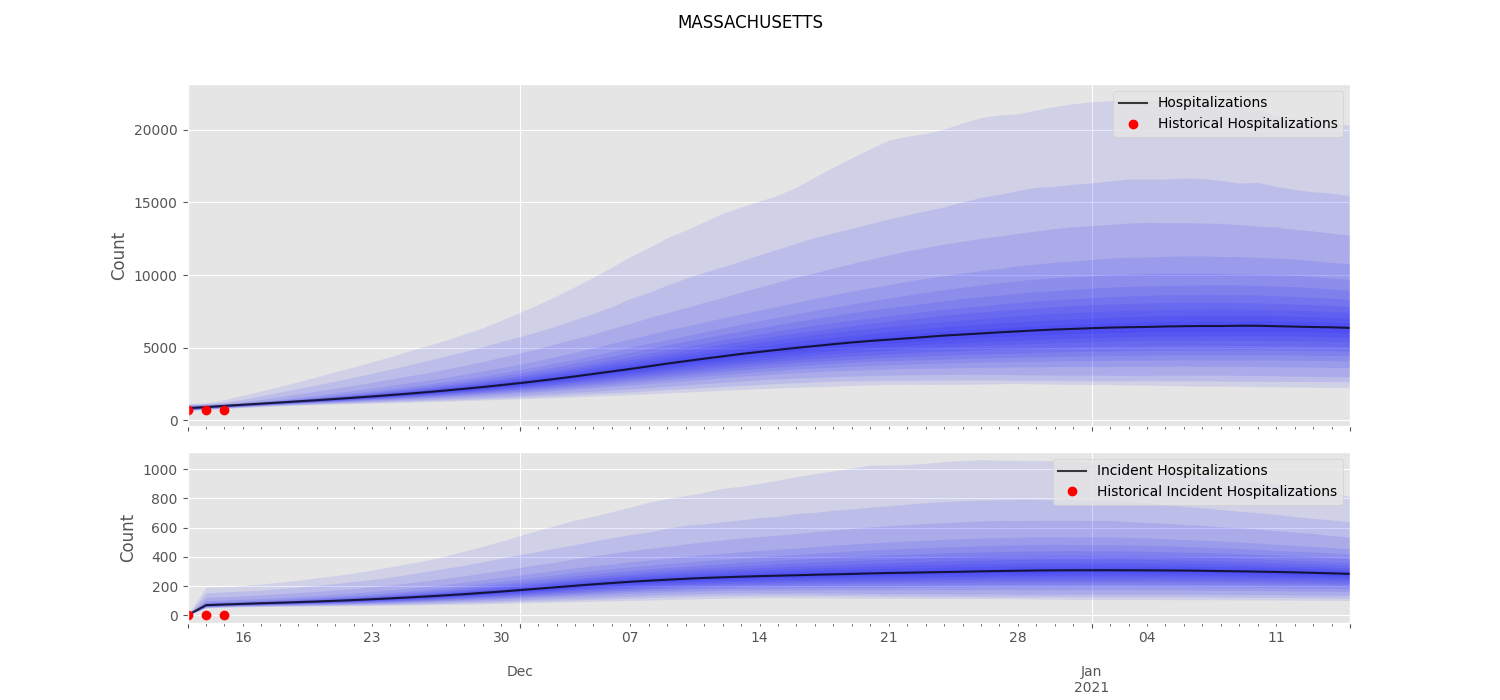 MASSACHUSETTS
Hospitalizations
Historical Hospitalizations
20000
15000
10000
5000
0
Count
Incident Hospitalizations
Historical Incident Hospitalizations
1000
800
600
400
200
0
Count
16 23 30 07 14 21 28 04 11
Dec Jan
2021